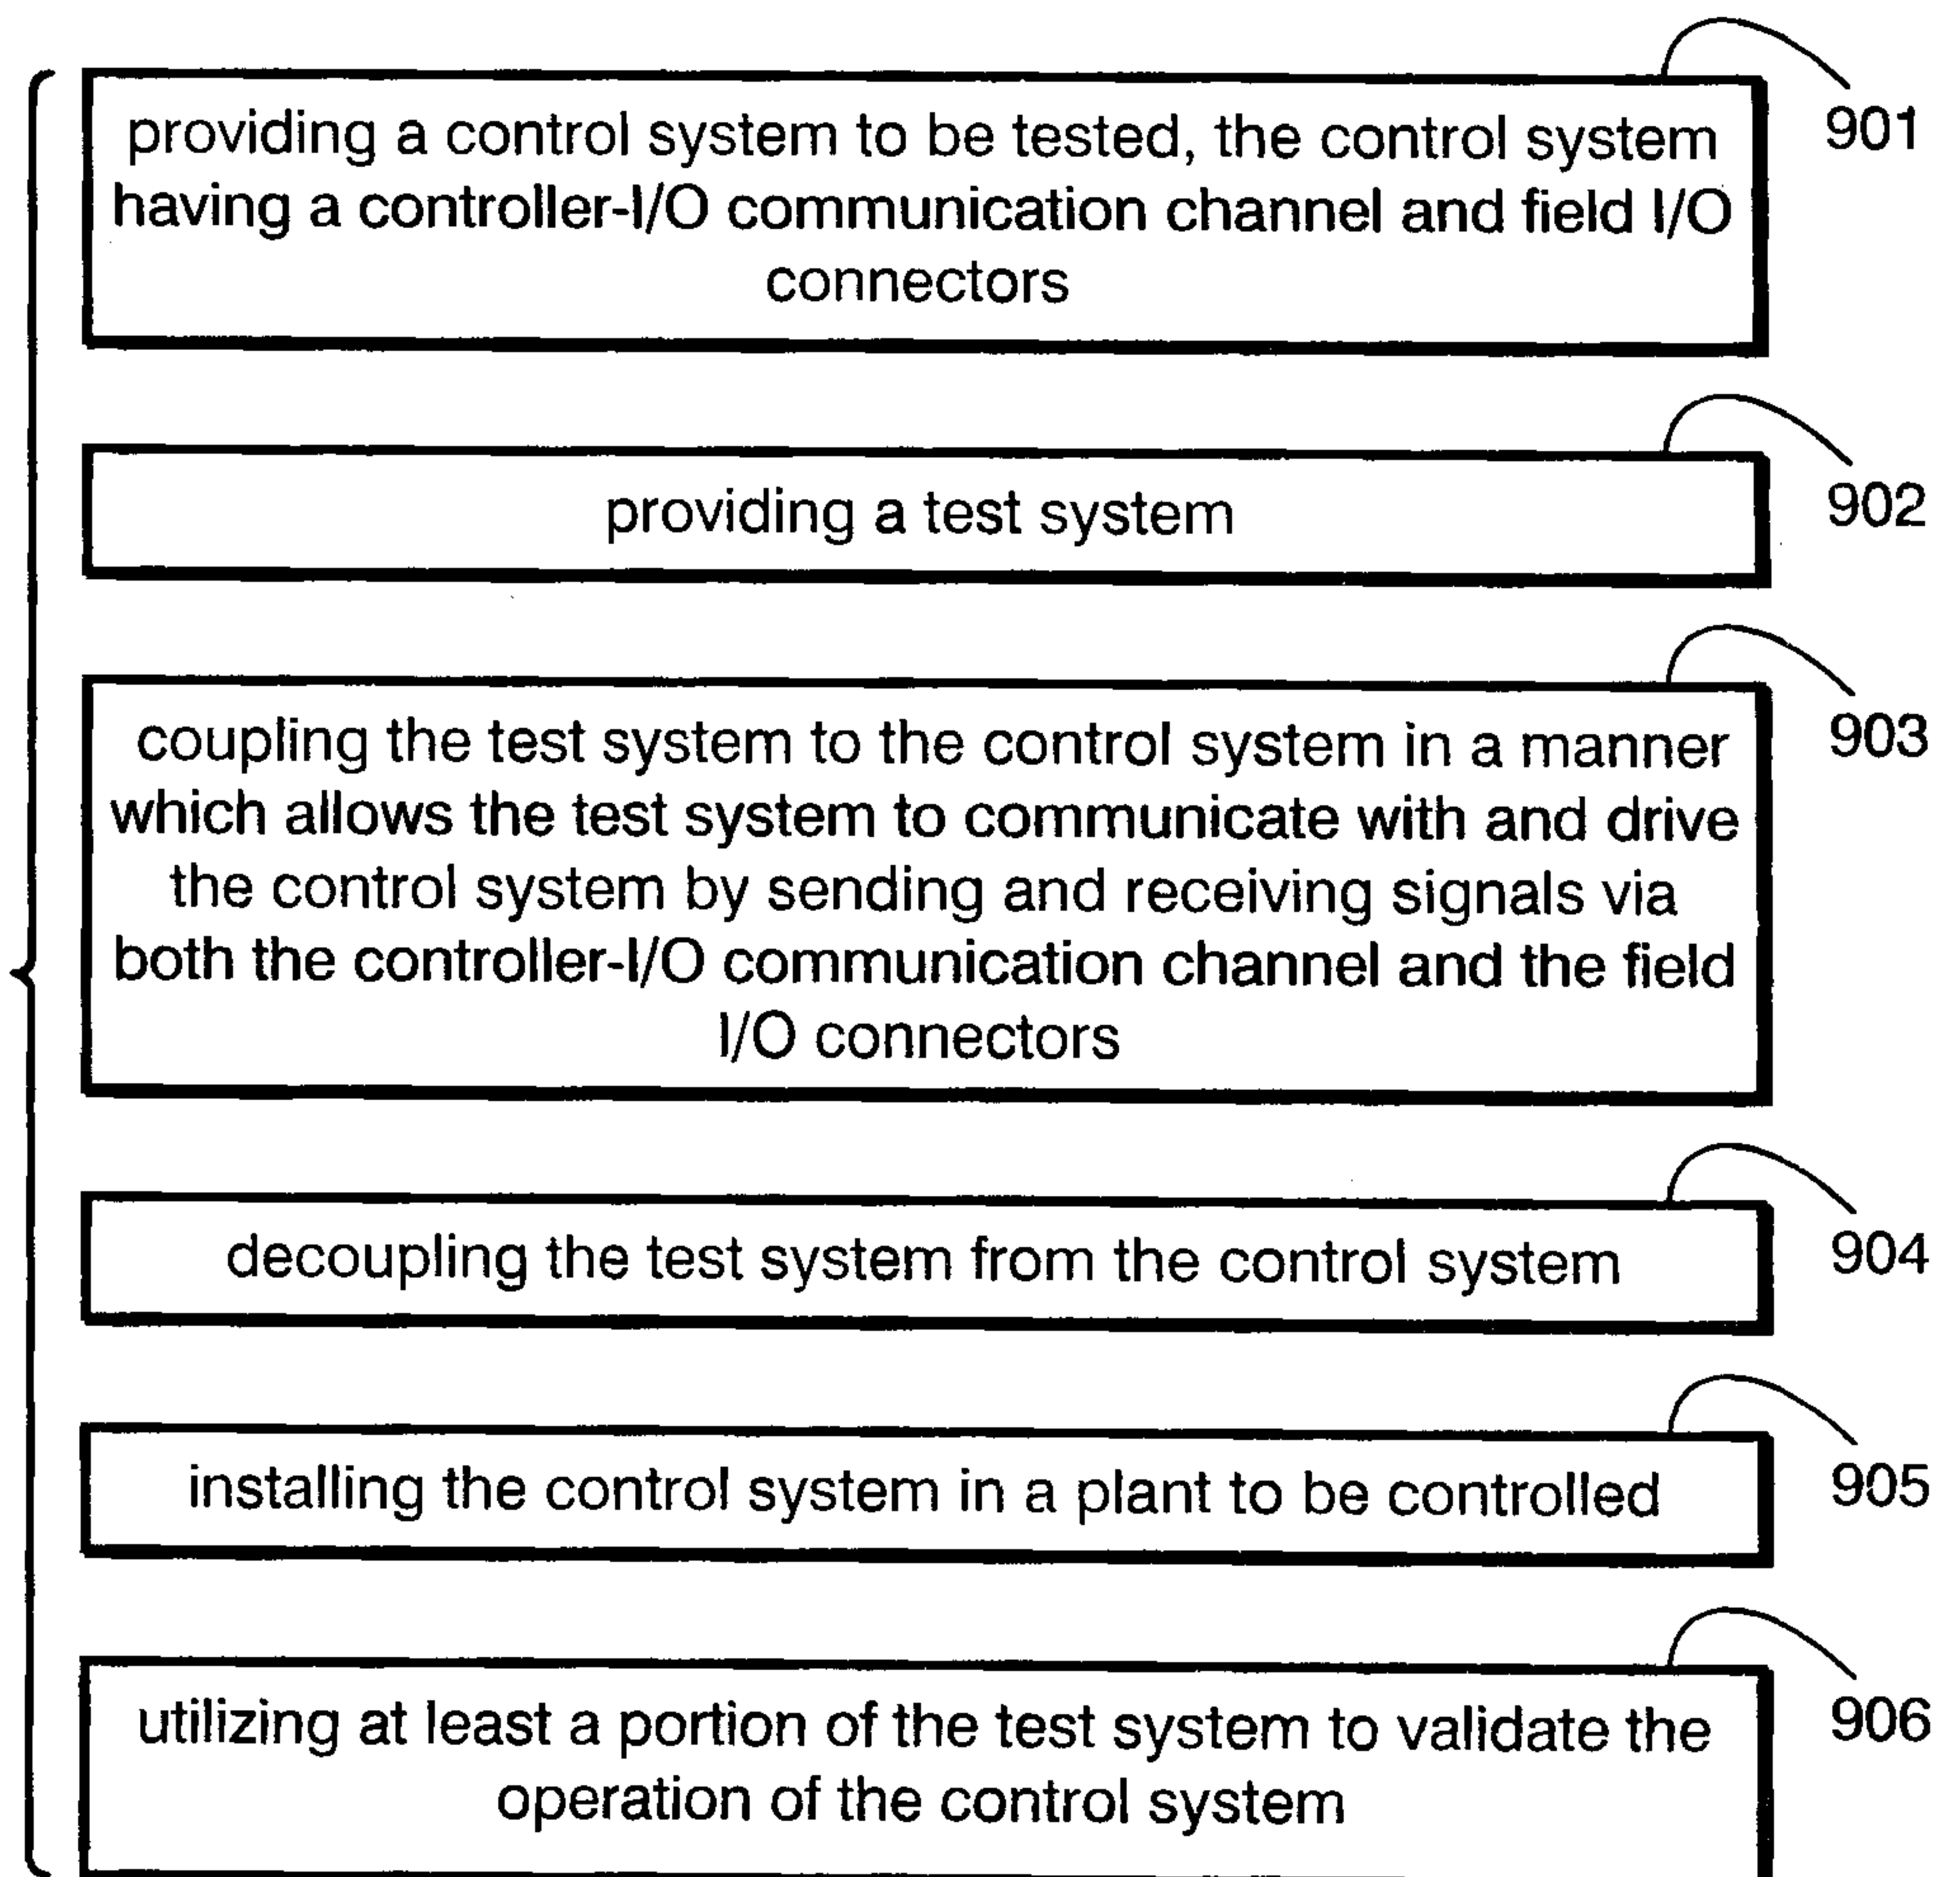 providing a control system to be tested, the control system
having a controller-I/O communication channel and field I/O
connectors
901
providing a test system
902
coupling the test system to the control system in a manner
which allows the test system to communicate with and drive
the control system by sending and receiving signals via
both the controller-I/O communication channel and the field
I/O connectors
903
decoupling the test system from the control system
904
installing the control system in a plant to be controlled
905
utilizing at least a portion of the test system to validate the
operation of the control system
906